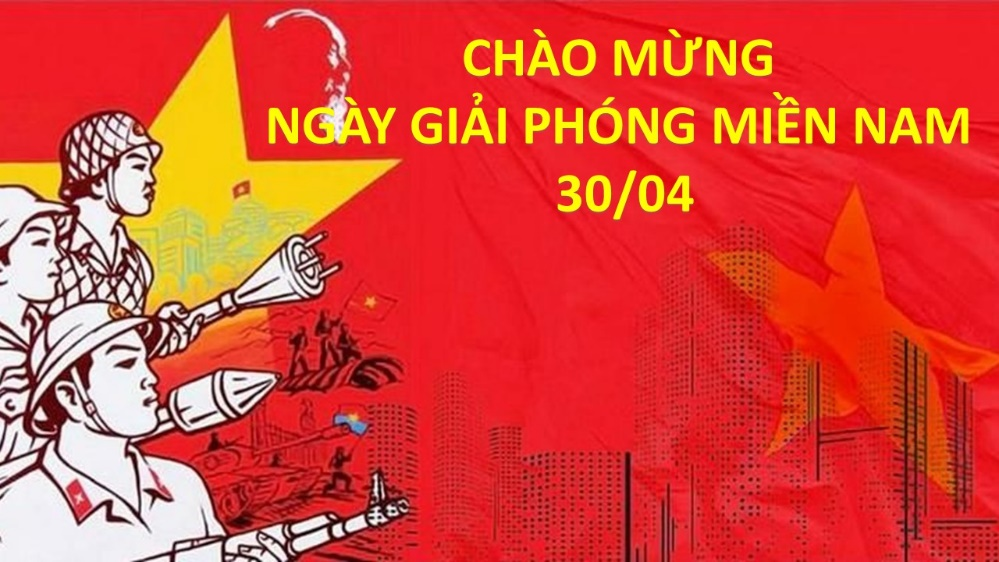 CHÀO MỪNG
NGÀY GIẢI PHÓNG MIỀN NAM
30/04